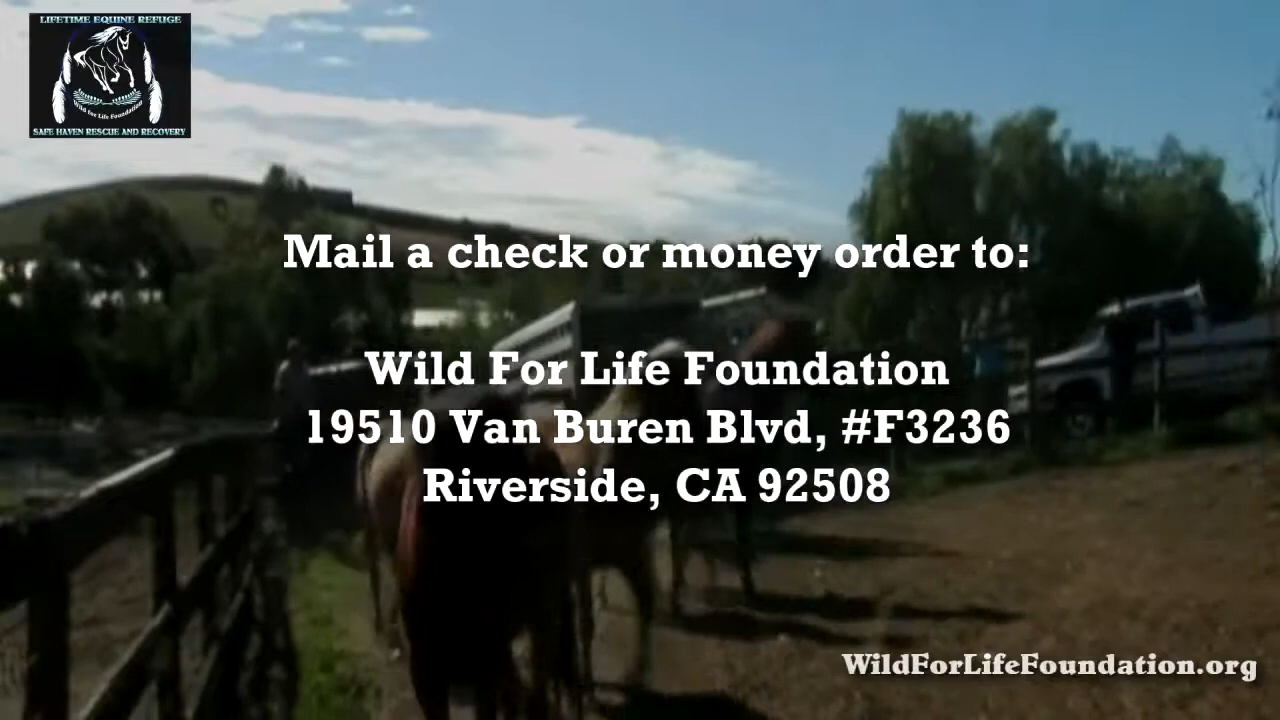 LIFETIME EQUINE REFUGE
Wild for Life Foundation
SAFE HAVEN RESCUE AND RECOVERY
Mail a check or money order to:
Wild For Life Foundation
19510 Van Buren Blvd, #F3236
Riverside, CA 92508
WildForLifeFoundation.org